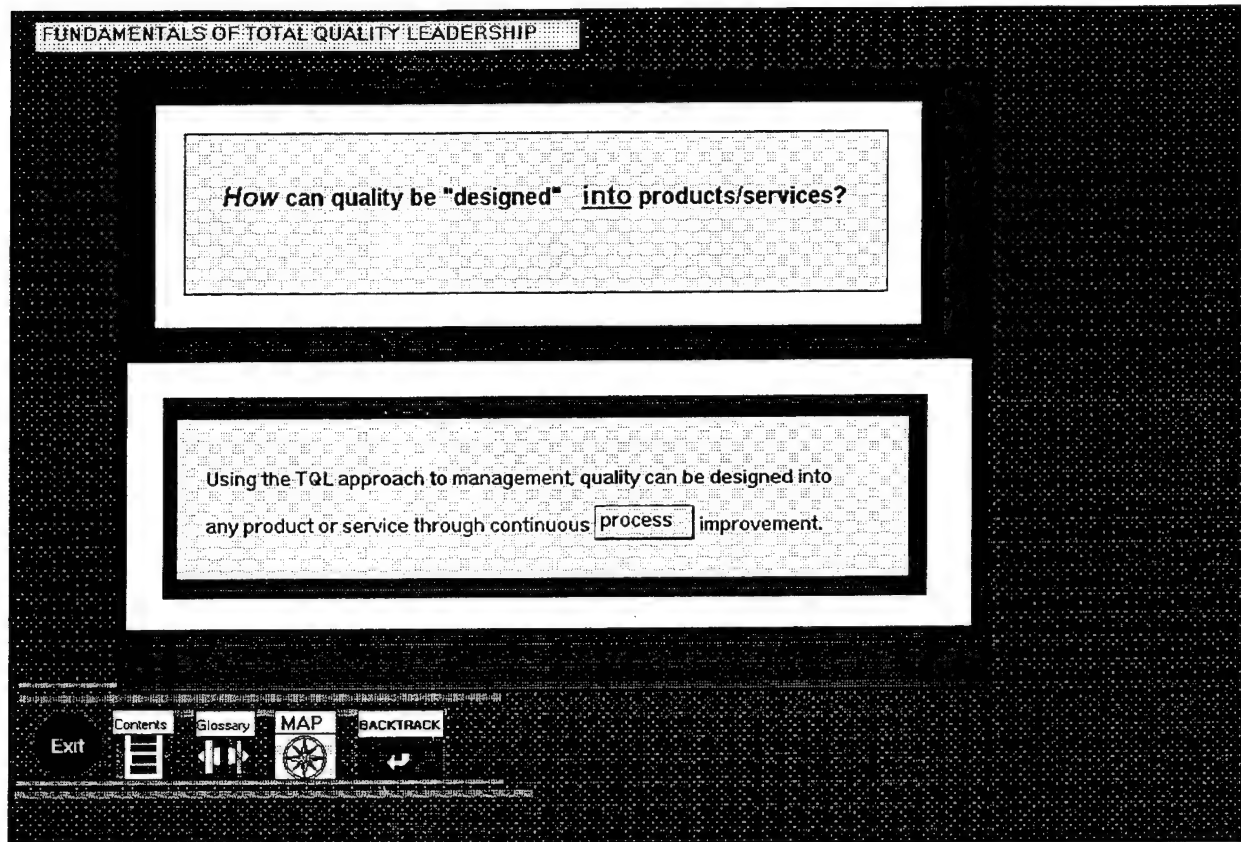 FUNDAMENTALS OF TOTAL QUALITY LEADERSHIP
How can quality be "designed" into products/services?
Using the TQL approach to management, quality can be designed into
any product or service through continuous process improvement.
Exit
Contents
Glossary
MAP
BACKTRACK